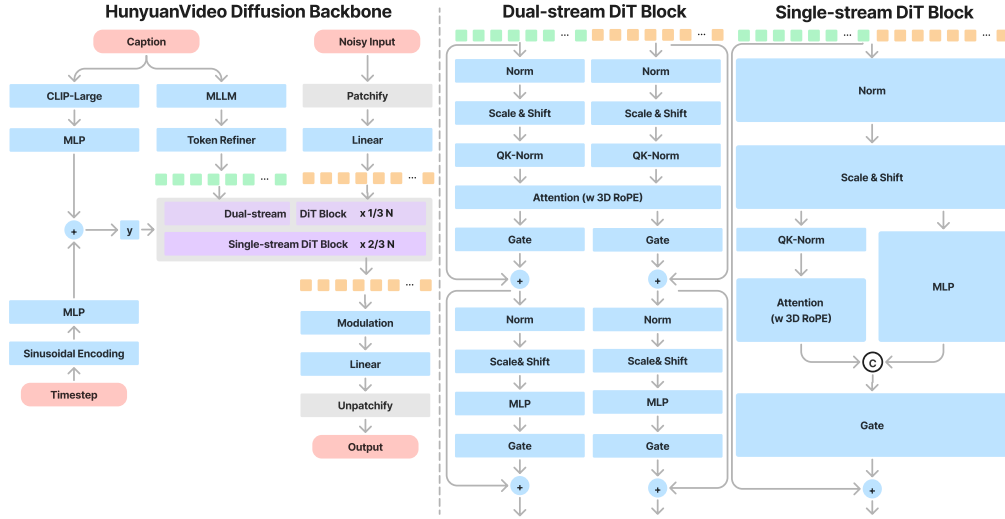 HunyuanVideo Diffusion Backbone
Caption
Noisy Input
CLIP-Large
MLLM
Patchify
MLP
Token Refiner
Linear
...
...
Dual-stream DiT Block x 1/3 N
+
y
Single-stream DiT Block x 2/3 N
...
MLP
Modulation
Sinusoidal Encoding
Linear
Timestep
Unpatchify
Output
Dual-stream DiT Block
...
...
Norm
Norm
Scale & Shift
Scale & Shift
QK-Norm
QK-Norm
Attention (w 3D RoPE)
Gate
Gate
+
+
Norm
Norm
Scale& Shift
Scale& Shift
MLP
MLP
Gate
Gate
+
+
Single-stream DiT Block
...
...
Norm
Scale & Shift
QK-Norm
MLP
Attention
(w 3D RoPE)
C
Gate
+